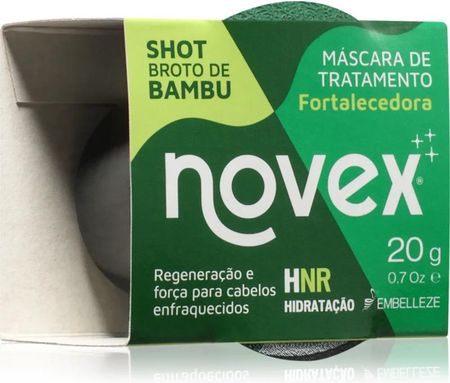 SHOT
BROTO DE
BAMBU
MÁSCARA DE
TRATAMENTO
Fortalecedora
novex®
20 g
0.7 Oz e
Regeneração e
força para cabelos
enfraquecidos
HNR
HIDRATAÇÃO
EMBELLEZE